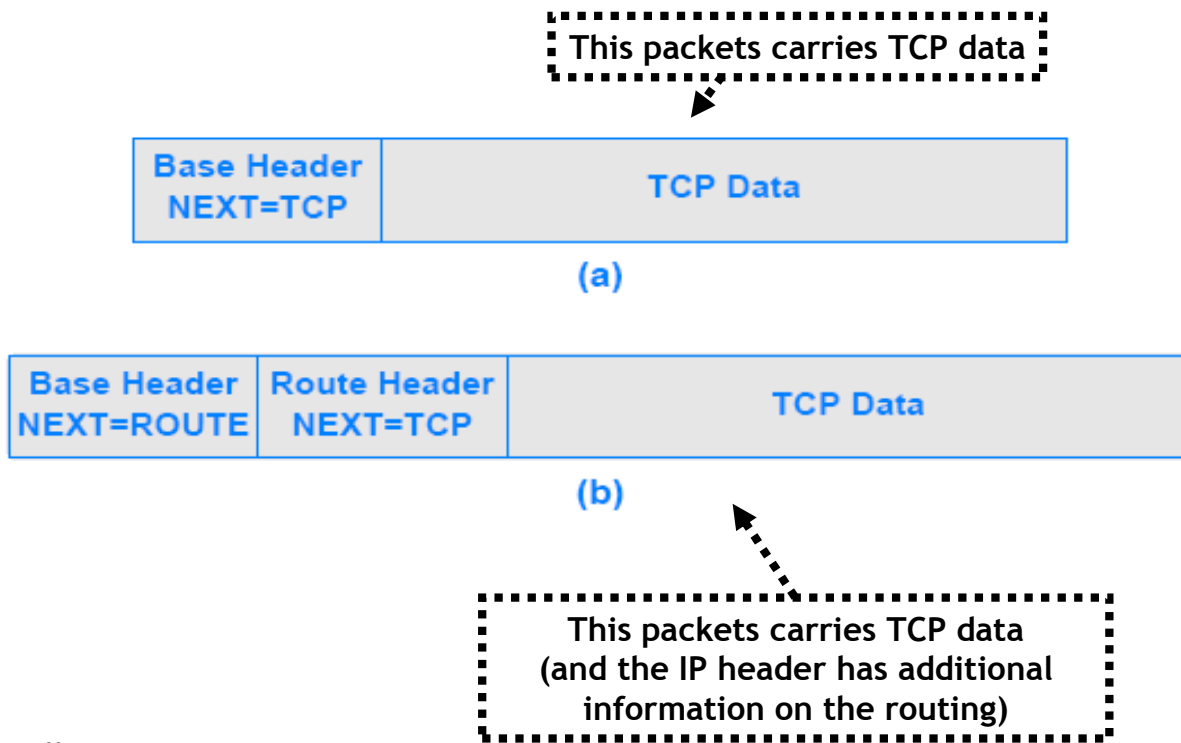 This packets carries TCP data
Base Header
NEXT=TCP
TCP Data
(a)
Base Header
NEXT=ROUTE
Route Header
NEXT=TCP
TCP Data
(b)
This packets carries TCP data
(and the IP header has additional
information on the routing)